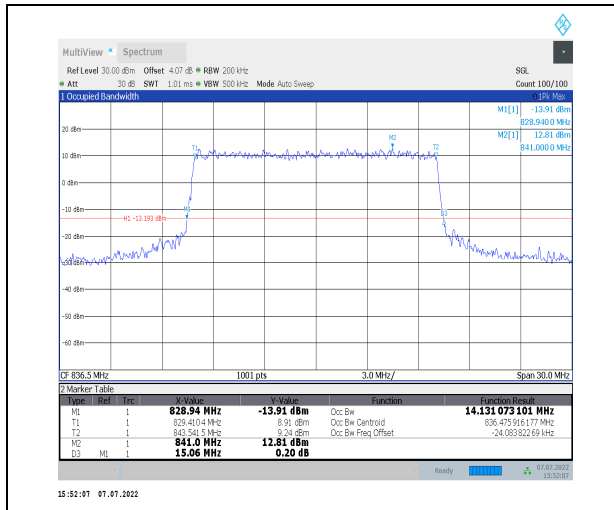 MultiView Spectrum
Ref Level 30.00 dBm Offset 4.07 dB RBW 200 kHz SGL
Att 30 dB SWT 1.01 ms VBW 500 kHz Mode Auto Sweep Count 100/100
1 Occupied Bandwidth 1Pk Max
M1[1] -13.91 dBm
828.9400 MHz
M2[1] 12.81 dBm
841.0000 MHz
20 dBm
M2
T1
T2
10 dBm
0 dBm
-10 dBm
M1
D3
H1 -13.193 dBm
-20 dBm
-30 dBm
-40 dBm
-50 dBm
-60 dBm
CF 836.5 MHz 1001 pts 3.0 MHz/ Span 30.0 MHz
2 Marker Table
Type Ref Trc X-Value Y-Value Function Function Result
M1 1 828.94 MHz -13.91 dBm Occ Bw 14.131 073 101 MHz
T1 1 829.410 4 MHz 8.91 dBm Occ Bw Centroid 836.475 916 177 MHz
T2 1 843.541 5 MHz 9.24 dBm Occ Bw Freq Offset -24.083 822 69 kHz
M2 1 841.0 MHz 12.81 dBm
D3 M1 1 15.06 MHz 0.20 dB
Ready 07.07.2022
15:52:07
15:52:07 07.07.2022